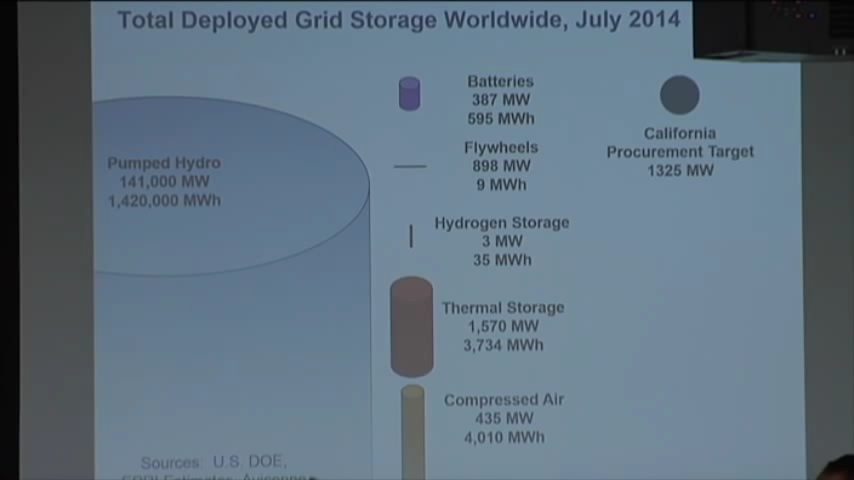 Total Deployed Grid Storage Worldwide, July 2014
Pumped Hydro
141,000 MW
1,420,000 MWh
Batteries
387 MW
595 MWh
Flywheels
898 MW
9 MWh
Hydrogen Storage
3 MW
35 MWh
Thermal Storage
1,570 MW
3,734 MWh
Compressed Air
435 MW
4,010 MWh
California
Procurement Target
1325 MW
Sources: U.S. DOE,